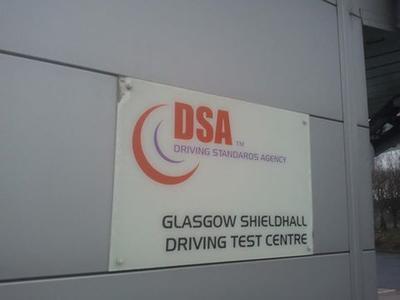 DSA TM
DRIVING STANDARDS AGENCY
GLASGOW SHIELDHALL
DRIVING TEST CENTRE